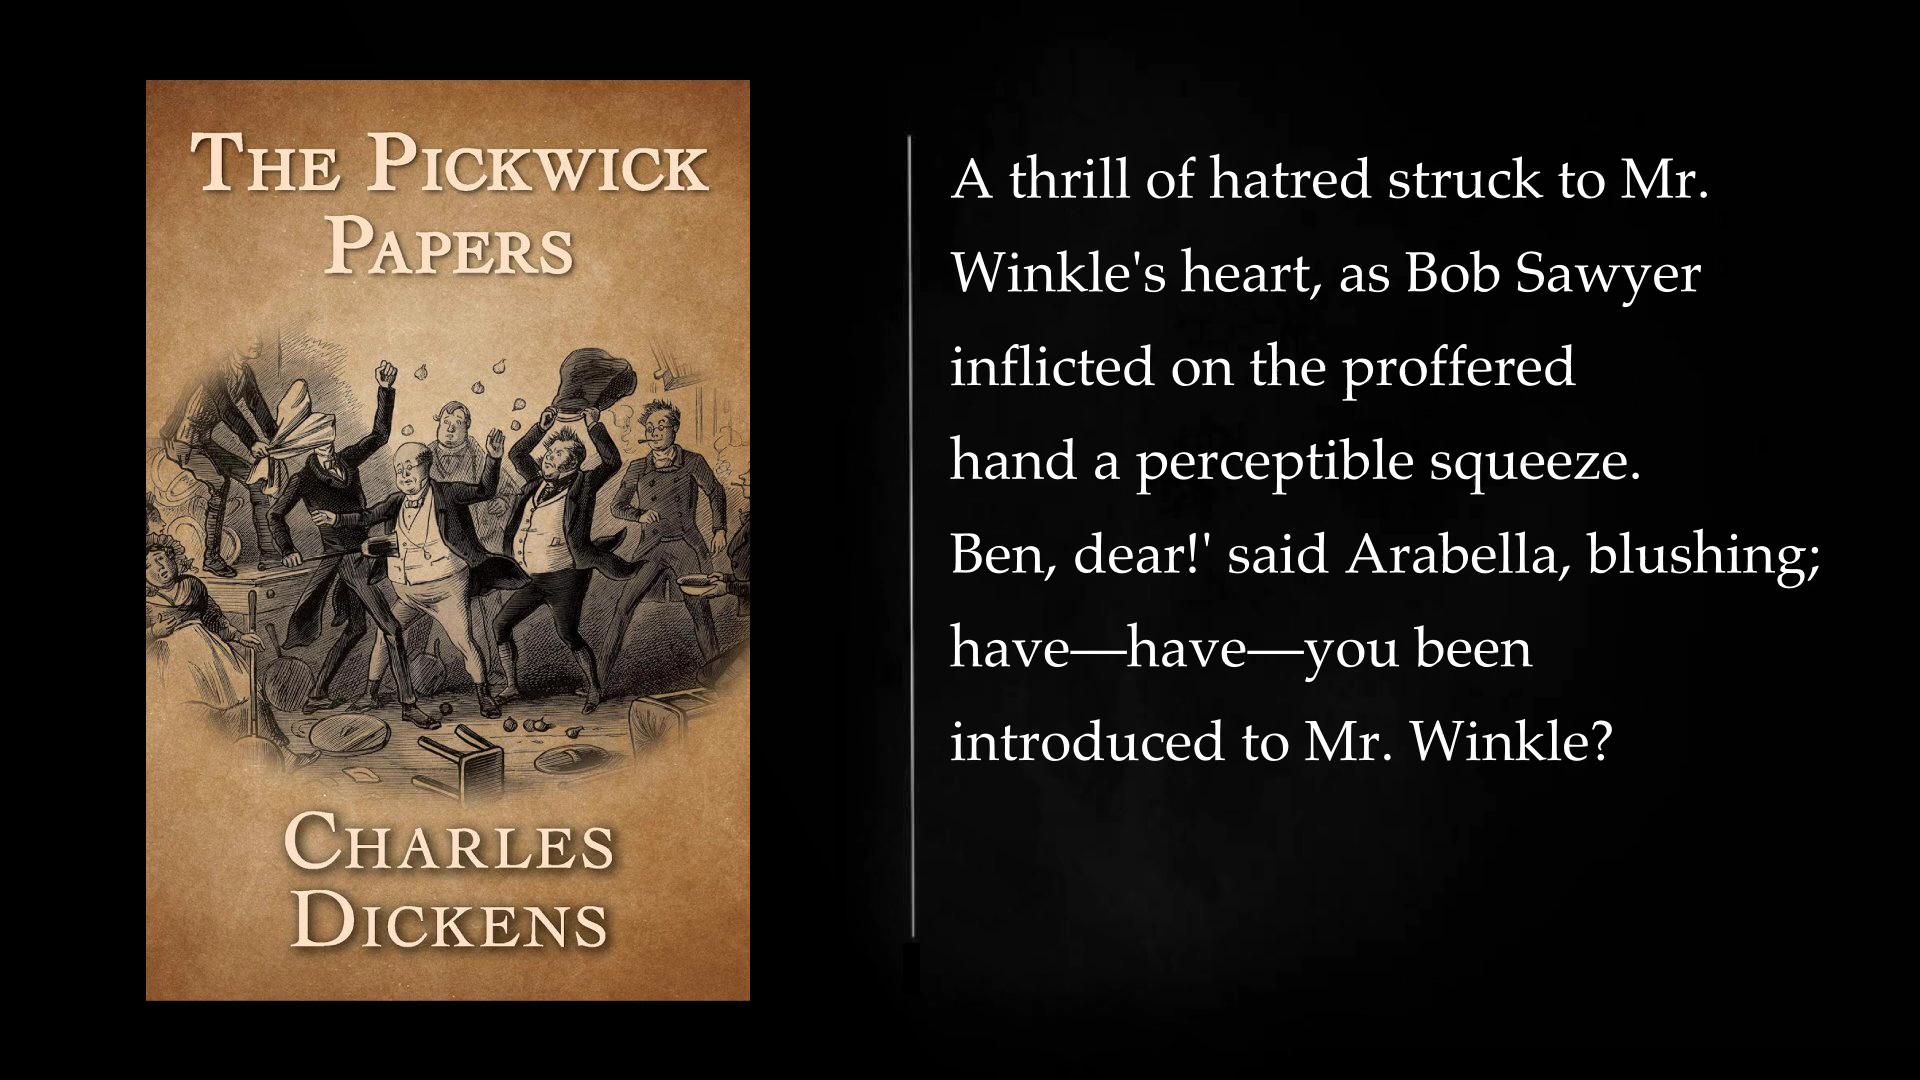 THE PICKWICK
PAPERS
CHARLES
DICKENS
A thrill of hatred struck to Mr.
Winkle's heart, as Bob Sawyer
inflicted on the proffered
hand a perceptible squeeze.
Ben, dear!' said Arabella, blushing;
have—have—you been
introduced to Mr. Winkle?